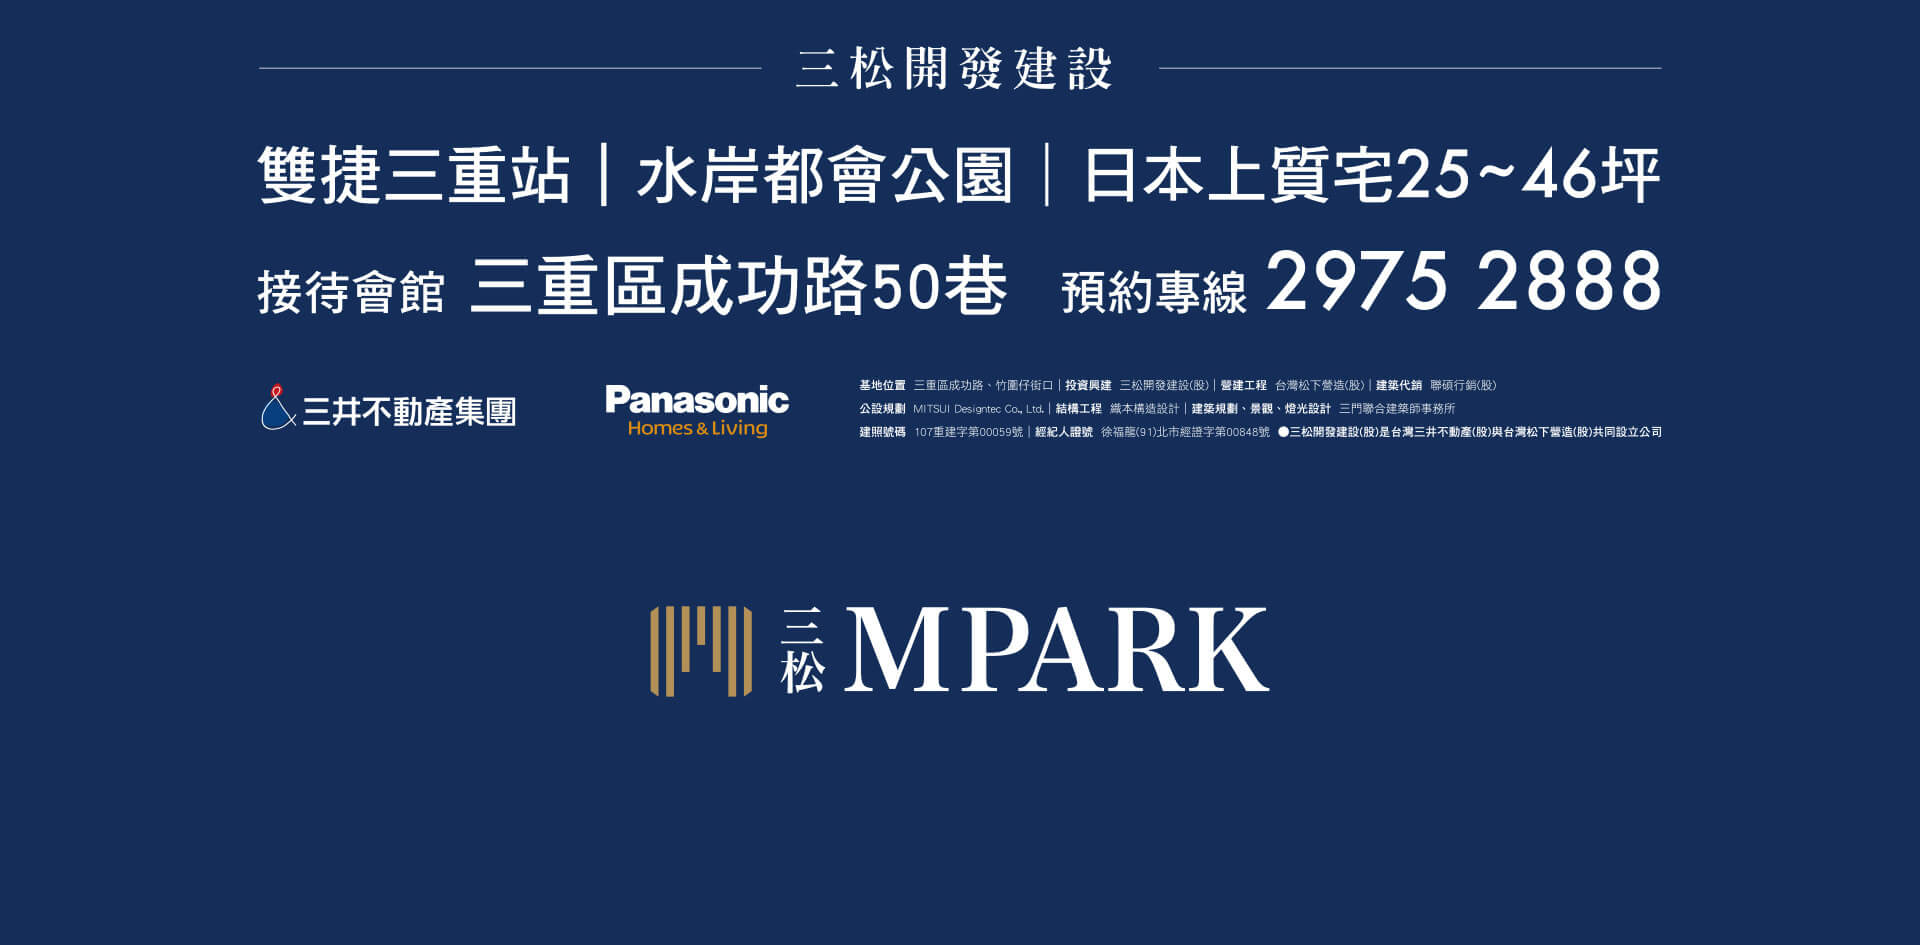 三松開發建設
雙捷三重站｜水岸都會公園｜日本上質宅25~46坪
接待會館 三重區成功路50巷 預約專線 2975 2888
三井不動產集團
Panasonic
Homes & Living
基地位置 三重區成功路、竹圍仔街口｜投資興建 三松開發建設(股)｜營建工程 台灣松下營造(股)｜建築代銷 聯碩行銷(股)
公設規劃 MITSUI Designtec Co., Ltd.｜結構工程 織本構造設計｜建築規劃、景觀、燈光設計 三門聯合建築師事務所
建照號碼 107重建字第00059號｜經紀人證號 徐福龍(91)北市經證字第00848號 ●三松開發建設(股)是台灣三井不動產(股)與台灣松下營造(股)共同設立公司
三松 MPARK